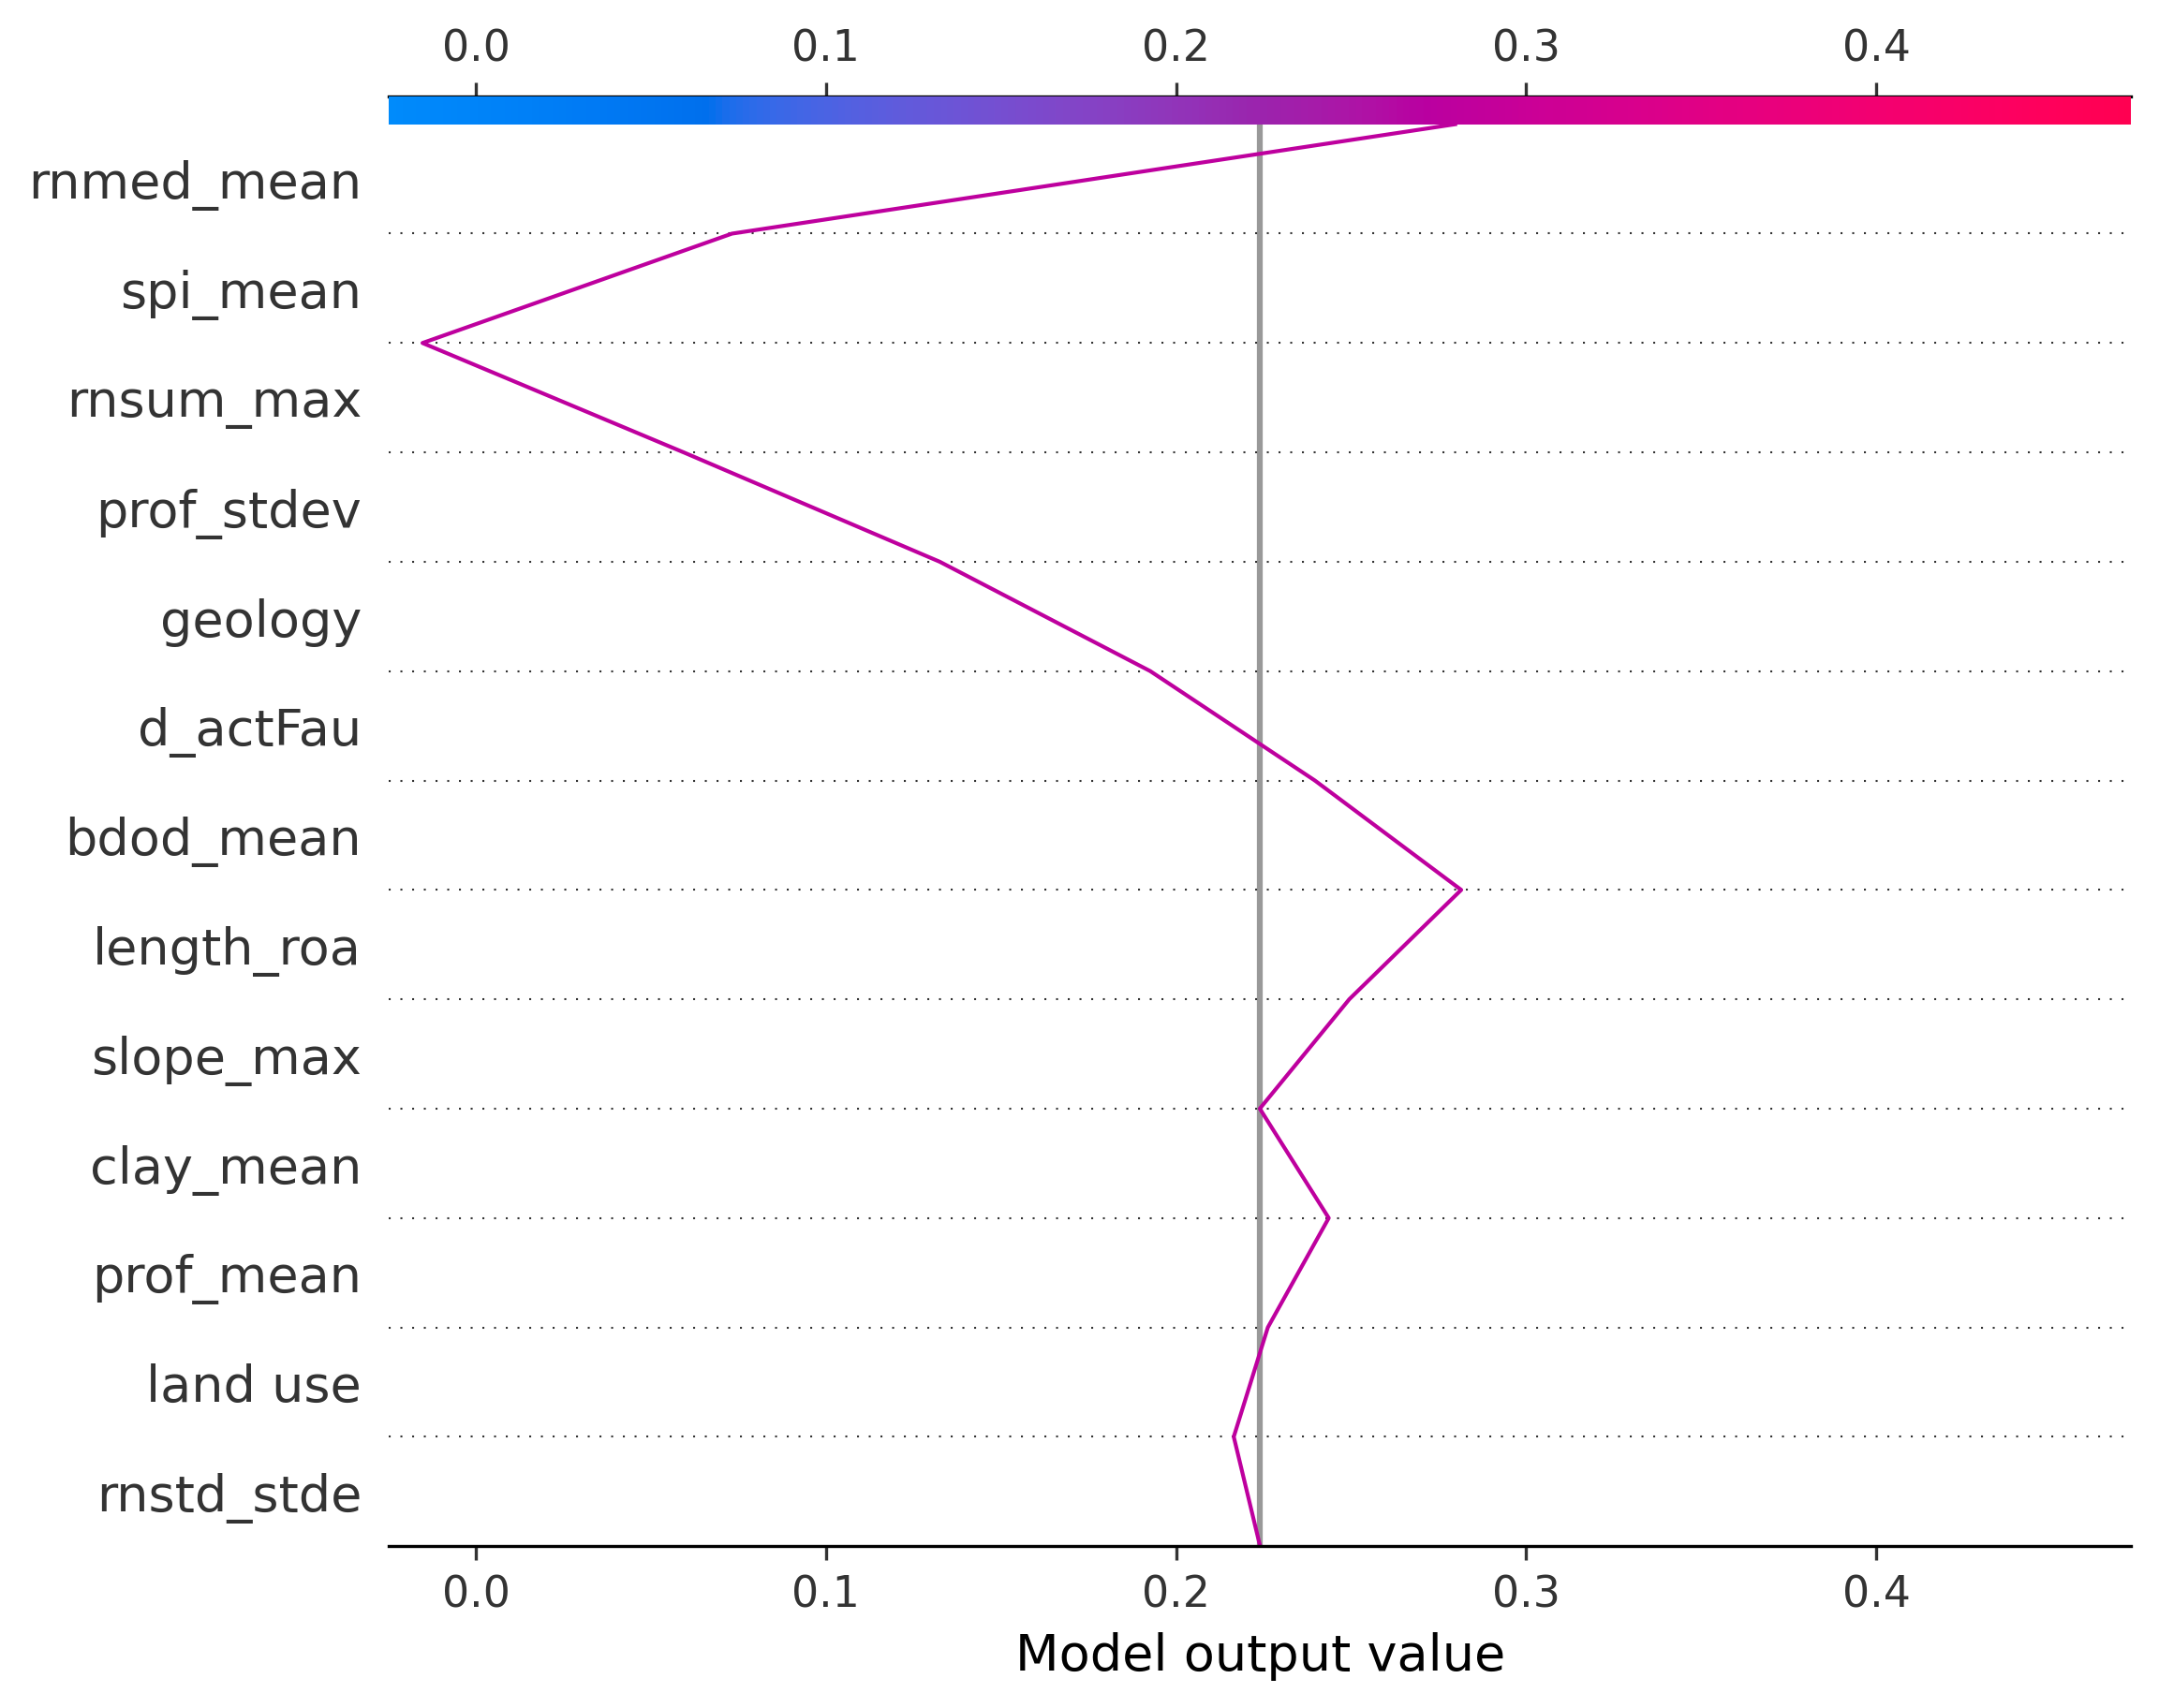 0.0 0.1 0.2 0.3 0.4
rnmed_mean
spi_mean
rnsum_max
prof_stdev
geology
d_actFau
bdod_mean
length_roa
slope_max
clay_mean
prof_mean
land use
rnstd_stde
0.0 0.1 0.2 0.3 0.4
Model output value